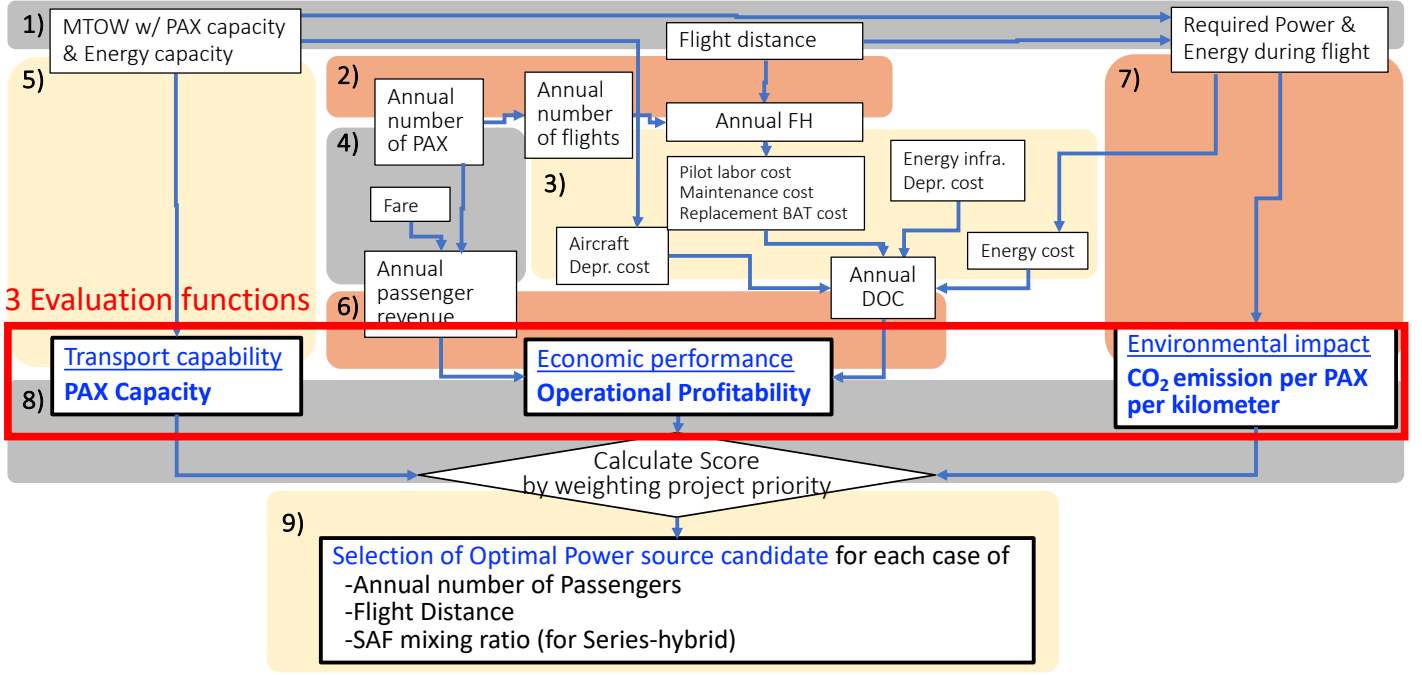 1)
MTOW w/ PAX capacity
& Energy capacity
Flight distance
Required Power &
Energy during flight
5)
2)
7)
Annual
number
of PAX
Annual
number
of flights
Annual FH
4)
3)
Pilot labor cost
Maintenance cost
Replacement BAT cost
Energy infra.
Depr. cost
Fare
Aircraft
Depr. cost
Energy cost
Annual
passenger
revenue
Annual
DOC
3 Evaluation functions
6)
Transport capability
PAX Capacity
Economic performance
Operational Profitability
Environmental impact
CO₂ emission per PAX
per kilometer
8)
Calculate Score
by weighting project priority
9)
Selection of Optimal Power source candidate for each case of
-Annual number of Passengers
-Flight Distance
-SAF mixing ratio (for Series-hybrid)